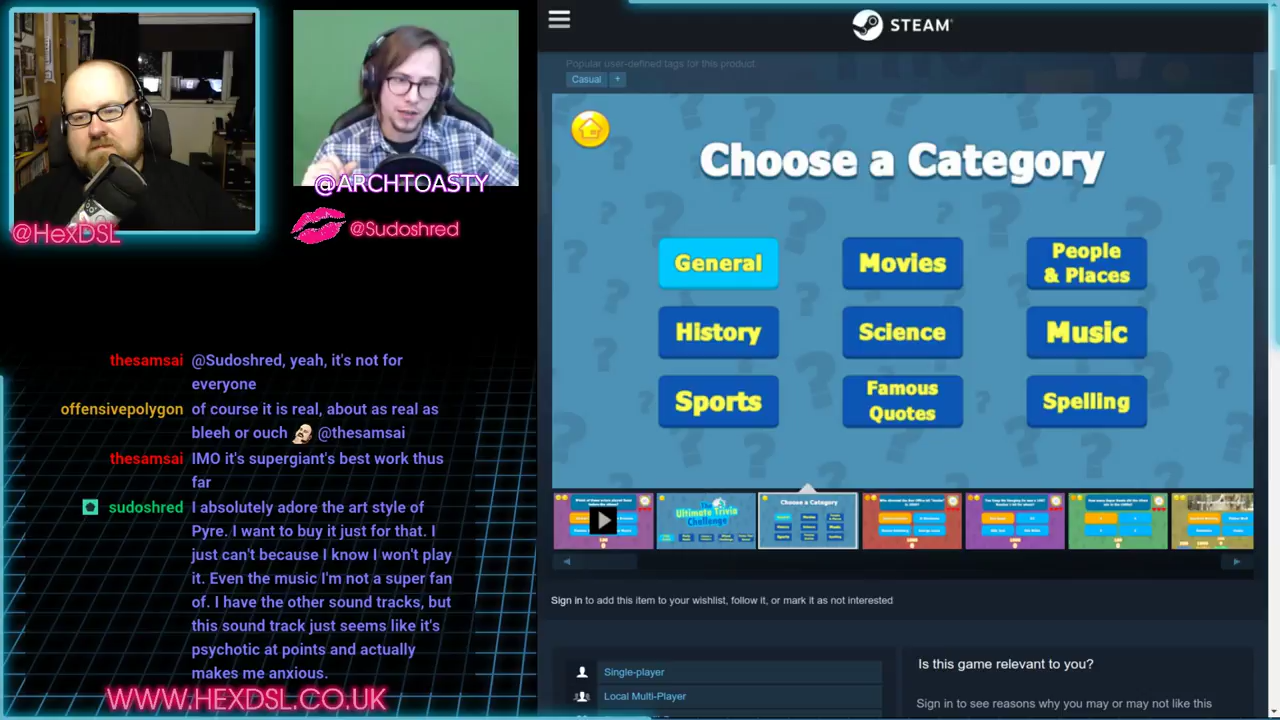 @HeXDSL
@ARCHTOASTY
@Sudoshred
thesamsai @Sudoshred, yeah, it's not for
everyone
offensivepolygon of course it is real, about as real as
bleeh or ouch @thesamsai
thesamsai IMO it's supergiant's best work thus
far
sudoshred I absolutely adore the art style of
Pyre. I want to buy it just for that. I
just can't because I know I won't play
it. Even the music I'm not a super fan
of. I have the other sound tracks, but
this sound track just seems like it's
psychotic at points and actually
makes me anxious.
WWW.HEXDSL.CO.UK
STEAM
Popular user-defined tags for this product
Casual +
Choose a Category
General
Movies
People
& Places
History
Science
Music
Sports
Famous
Quotes
Spelling
The
Ultimate Trivia
Challenge
Choose a Category
Sign in to add this item to your wishlist, follow it, or mark it as not interested
Single-player
Local Multi-Player
Is this game relevant to you?
Sign in to see reasons why you may or may not like this